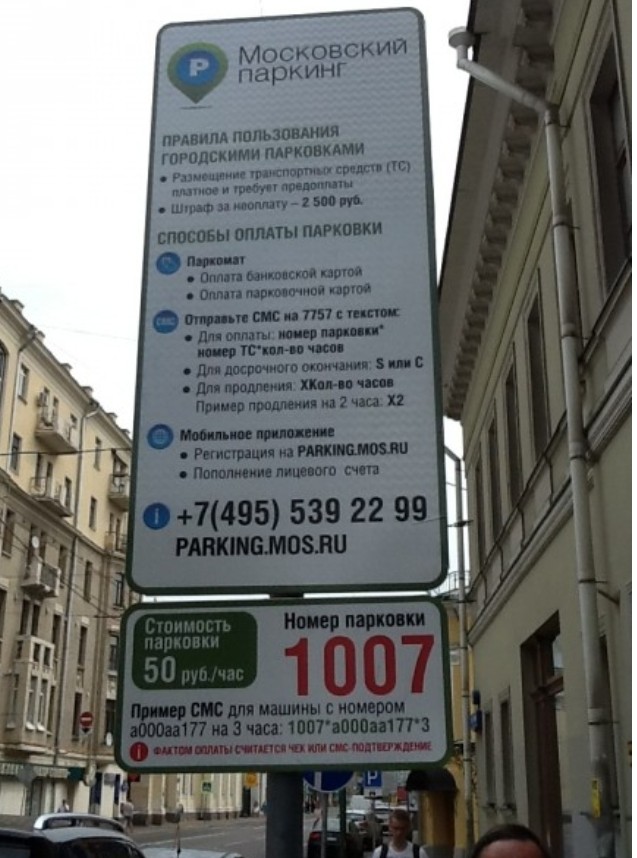 P
Московский
паркинг
ПРАВИЛА ПОЛЬЗОВАНИЯ
ГОРОДСКИМИ ПАРКОВКАМИ
• Размещение транспортных средств (ТС)
платное и требует предоплаты
• Штраф за неоплату – 2 500 руб.
СПОСОБЫ ОПЛАТЫ ПАРКОВКИ
Паркомат
• Оплата банковской картой
• Оплата парковочной картой
СМС Отправьте СМС на 7757 с текстом:
• Для оплаты: номер парковки*
номер ТС*кол-во часов
• Для досрочного окончания: S или С
• Для продления: ХКол-во часов
Пример продления на 2 часа: Х2
Мобильное приложение
• Регистрация на PARKING.MOS.RU
• Пополнение лицевого счета
i +7(495) 539 22 99
PARKING.MOS.RU
Стоимость
парковки
50 руб./час
Номер парковки
1007
Пример СМС для машины с номером
а000аа177 на 3 часа: 1007*а000аа177*3
i ФАКТОМ ОПЛАТЫ СЧИТАЕТСЯ ЧЕК ИЛИ СМС-ПОДТВЕРЖДЕНИЕ
P